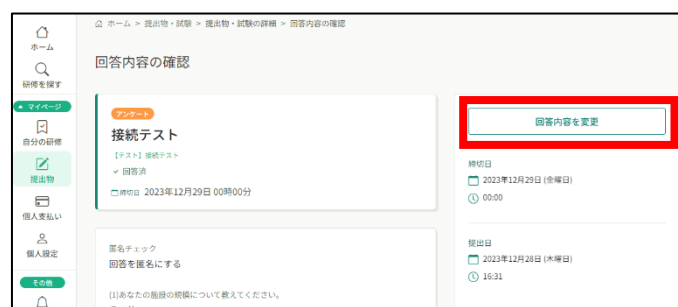 ホーム > 提出物・試験 > 提出物・試験の詳細 > 回答内容の確認
ホーム
研修を探す
マイページ
自分の研修
提出物
個人支払い
個人設定
その他
回答内容の確認
アンケート
接続テスト
【テスト】接続テスト
回答済
締切日 2023年12月29日 00時00分
匿名チェック
回答を匿名にする
(1)あなたの施設の規模について教えてください。
回答内容を変更
締切日
2023年12月29日 (金曜日)
00:00
提出日
2023年12月28日 (木曜日)
16:31